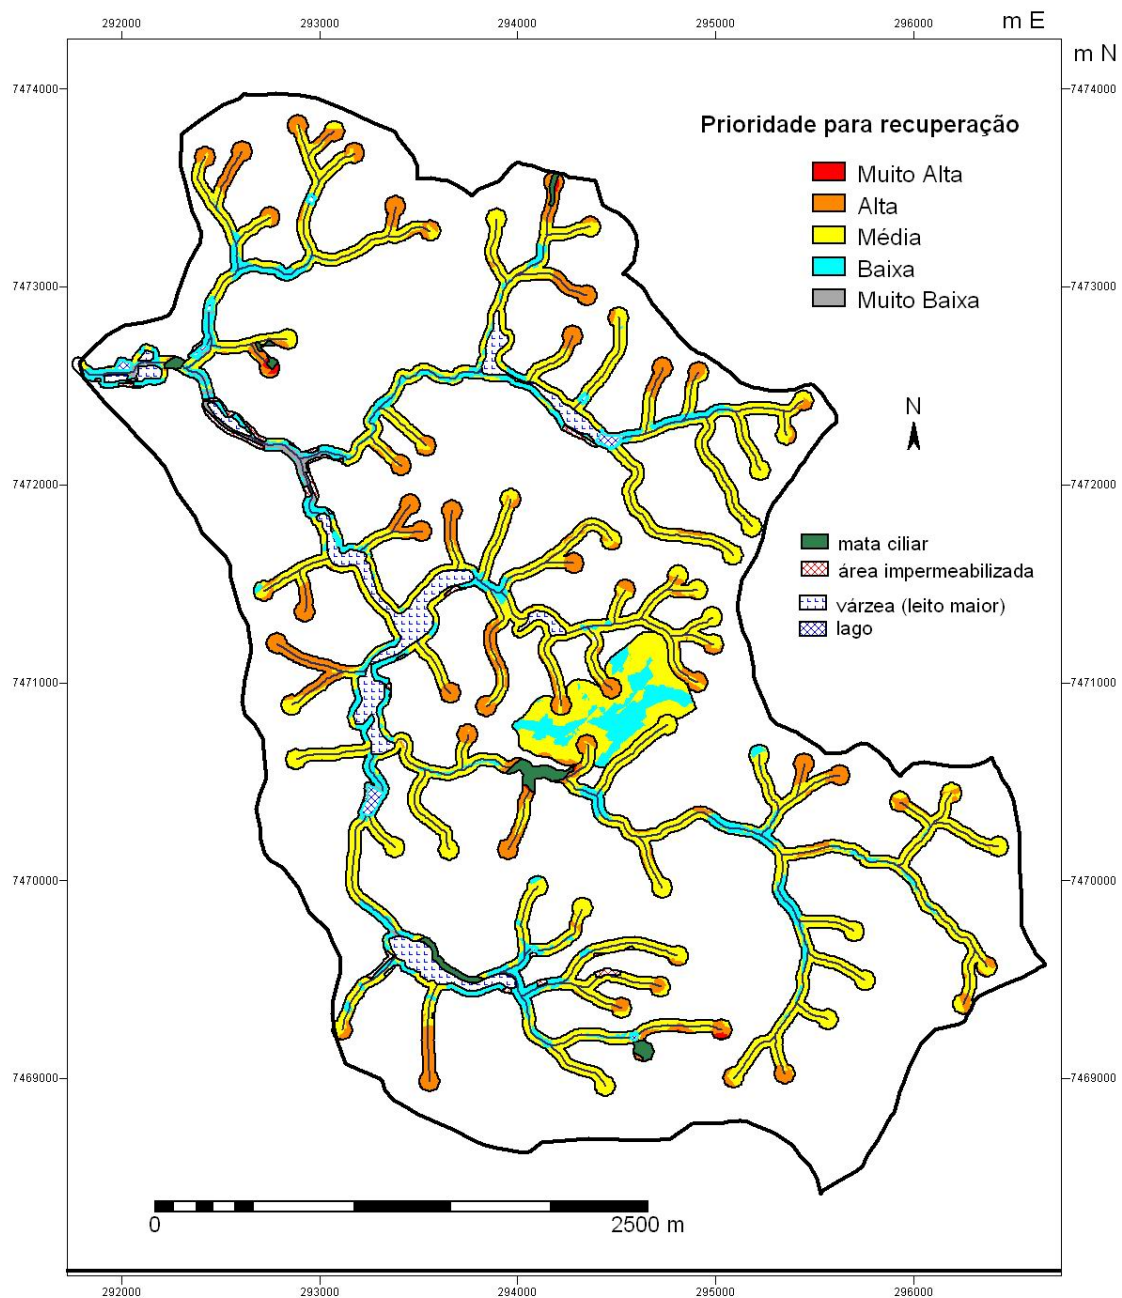 292000 293000 294000 295000 296000 m E
m N
7474000 7474000
Prioridade para recuperação
Muito Alta
Alta
Média
Baixa
Muito Baixa
7473000 7473000
N
7472000 7472000
mata ciliar
área impermeabilizada
várzea (leito maior)
lago
7471000 7471000
7470000 7470000
7469000 7469000
0 2500 m
292000 293000 294000 295000 296000